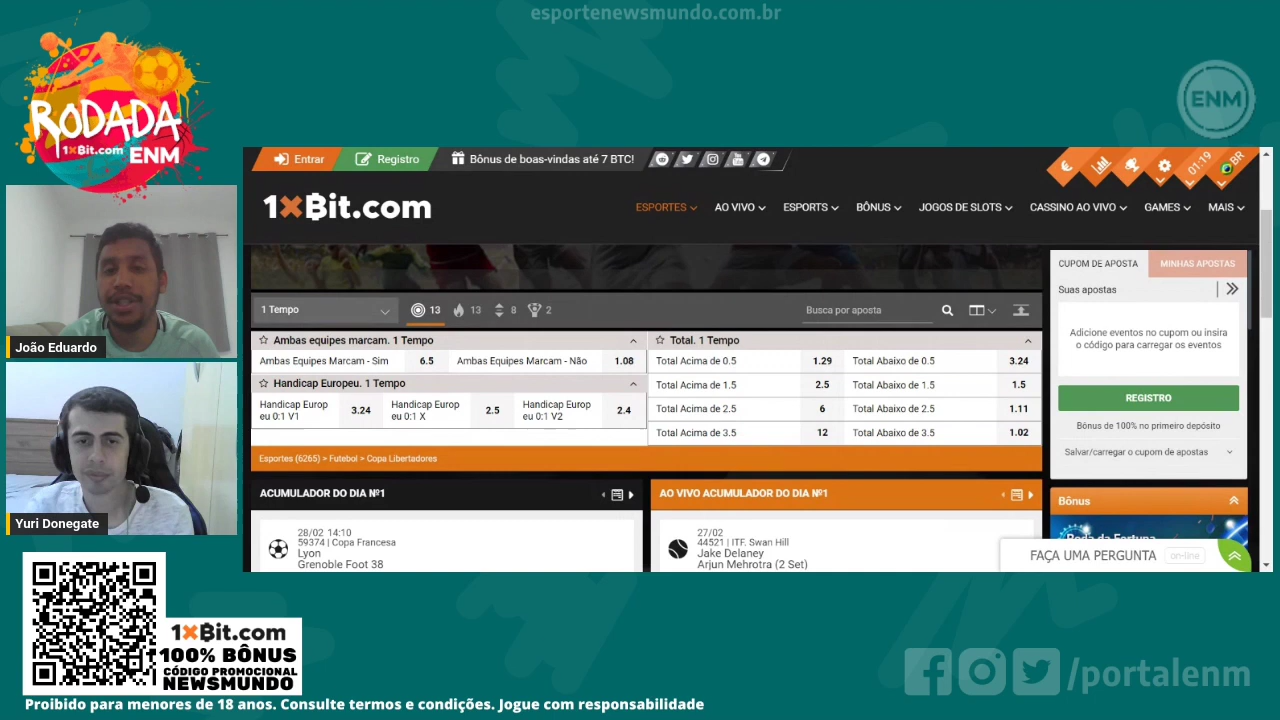 esportenewsmundo.com.br
RODADA
1xBit.com
ENM
ENM
João Eduardo
Yuri Donegate
Entrar
Registro
Bônus de boas-vindas até 7 BTC!
€
01:19
BR
1xBit.com
ESPORTES
AO VIVO
ESPORTS
BÔNUS
JOGOS DE SLOTS
CASSINO AO VIVO
GAMES
MAIS
1 Tempo
13
13
8
2
Busca por aposta
Ambas equipes marcam. 1 Tempo
Ambas Equipes Marcam - Sim 6.5 Ambas Equipes Marcam - Não 1.08
Handicap Europeu. 1 Tempo
Handicap Europ
eu 0:1 V1
3.24
Handicap Europ
eu 0:1 X
2.5
Handicap Europ
eu 0:1 V2
2.4
Total. 1 Tempo
Total Acima de 0.5 1.29 Total Abaixo de 0.5 3.24
Total Acima de 1.5 2.5 Total Abaixo de 1.5 1.5
Total Acima de 2.5 6 Total Abaixo de 2.5 1.11
Total Acima de 3.5 12 Total Abaixo de 3.5 1.02
Esportes (6265) > Futebol > Copa Libertadores
ACUMULADOR DO DIA Nº1
28/02 14:10
59374 | Copa Francesa
Lyon
Grenoble Foot 38
AO VIVO ACUMULADOR DO DIA Nº1
27/02
44521 | ITF. Swan Hill
Jake Delaney
Arjun Mehrotra (2 Set)
CUPOM DE APOSTA
MINHAS APOSTAS
Suas apostas
Adicione eventos no cupom ou insira
o código para carregar os eventos
REGISTRO
Bônus de 100% no primeiro depósito
Salvar/carregar o cupom de apostas
Bônus
Roda da Fortuna
FAÇA UMA PERGUNTA
on-line
1xBit.com
100% BÔNUS
CÓDIGO PROMOCIONAL
NEWSMUNDO
/portalenm
Proibido para menores de 18 anos. Consulte termos e condições. Jogue com responsabilidade